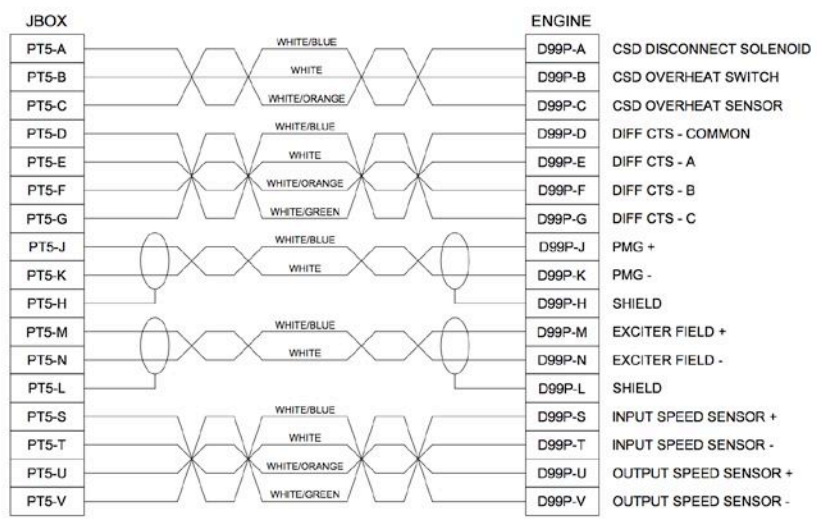 JBOX ENGINE
PT5-A WHITE/BLUE D99P-A CSD DISCONNECT SOLENOID
PT5-B WHITE D99P-B CSD OVERHEAT SWITCH
PT5-C WHITE/ORANGE D99P-C CSD OVERHEAT SENSOR
PT5-D WHITE/BLUE D99P-D DIFF CTS - COMMON
PT5-E WHITE D99P-E DIFF CTS - A
PT5-F WHITE/ORANGE D99P-F DIFF CTS - B
PT5-G WHITE/GREEN D99P-G DIFF CTS - C
PT5-J WHITE/BLUE D99P-J PMG +
PT5-K WHITE D99P-K PMG -
PT5-H D99P-H SHIELD
PT5-M WHITE/BLUE D99P-M EXCITER FIELD +
PT5-N WHITE D99P-N EXCITER FIELD -
PT5-L D99P-L SHIELD
PT5-S WHITE/BLUE D99P-S INPUT SPEED SENSOR +
PT5-T WHITE D99P-T INPUT SPEED SENSOR -
PT5-U WHITE/ORANGE D99P-U OUTPUT SPEED SENSOR +
PT5-V WHITE/GREEN D99P-V OUTPUT SPEED SENSOR -